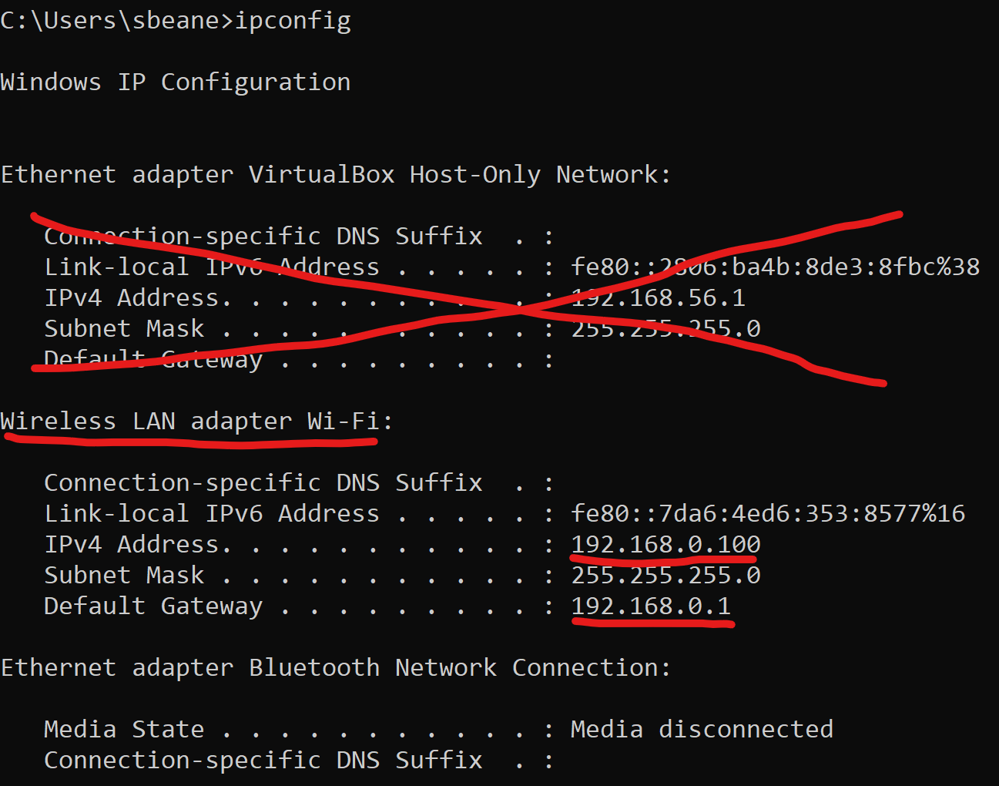 C:\Users\sbeane>ipconfig
Windows IP Configuration
Ethernet adapter VirtualBox Host-Only Network:
Connection-specific DNS Suffix  . :
Link-local IPv6 Address . . . . . : fe80::2806:ba4b:8de3:8fbc%38
IPv4 Address. . . . . . . . . . . : 192.168.56.1
Subnet Mask . . . . . . . . . . . : 255.255.255.0
Default Gateway . . . . . . . . . :
Wireless LAN adapter Wi-Fi:
Connection-specific DNS Suffix  . :
Link-local IPv6 Address . . . . . : fe80::7da6:4ed6:353:8577%16
IPv4 Address. . . . . . . . . . . : 192.168.0.100
Subnet Mask . . . . . . . . . . . : 255.255.255.0
Default Gateway . . . . . . . . . : 192.168.0.1
Ethernet adapter Bluetooth Network Connection:
Media State . . . . . . . . . . . : Media disconnected
Connection-specific DNS Suffix  . :